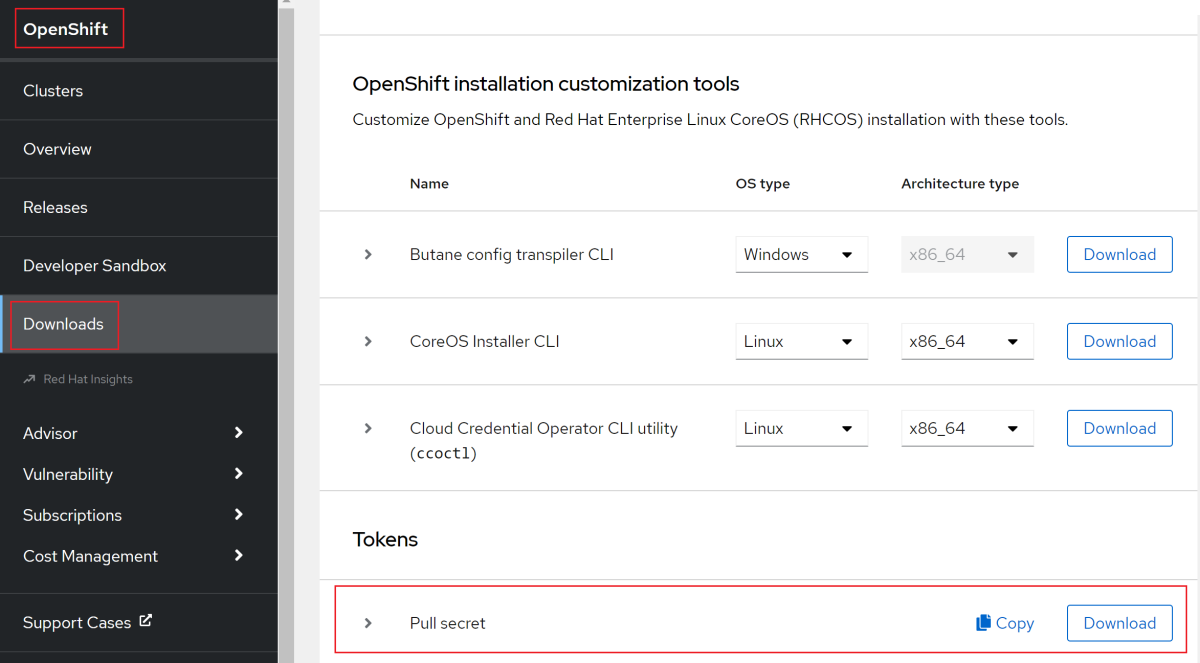 OpenShift
Clusters
Overview
Releases
Developer Sandbox
Downloads
Red Hat Insights
Advisor
Vulnerability
Subscriptions
Cost Management
Support Cases
OpenShift installation customization tools
Customize OpenShift and Red Hat Enterprise Linux CoreOS (RHCOS) installation with these tools.
Name OS type Architecture type
Butane config transpiler CLI Windows x86_64 Download
CoreOS Installer CLI Linux x86_64 Download
Cloud Credential Operator CLI utility Linux x86_64 Download
(ccoctl)
Tokens
Pull secret Copy Download